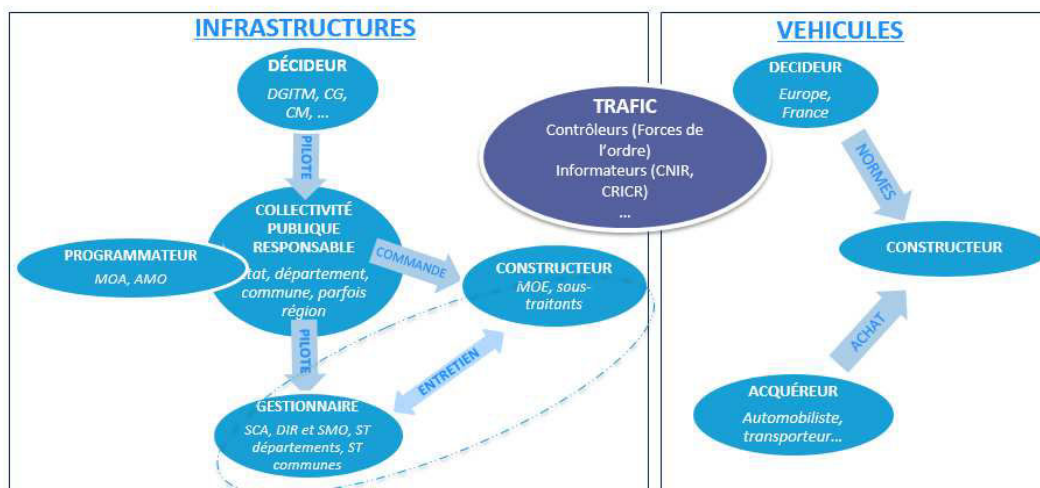 INFRASTRUCTURES
DÉCIDEUR
DGITM, CG,
CM, ...
PILOTE
COLLECTIVITÉ
PUBLIQUE
RESPONSABLE
département,
commune, parfois
région
PROGRAMMATEUR
MOA, AMO
COMMANDE
CONSTRUCTEUR
MOE, sous-
traitants
PILOTE
ENTRETIEN
GESTIONNAIRE
SCA, DIR et SMO, ST
départements, ST
communes
TRAFIC
Contrôleurs (Forces de
l'ordre)
Informateurs (CNIR,
CRICR)
...
VEHICULES
DECIDEUR
Europe,
France
NORMES
CONSTRUCTEUR
ACHAT
ACQUÉREUR
Automobiliste,
transporteur...